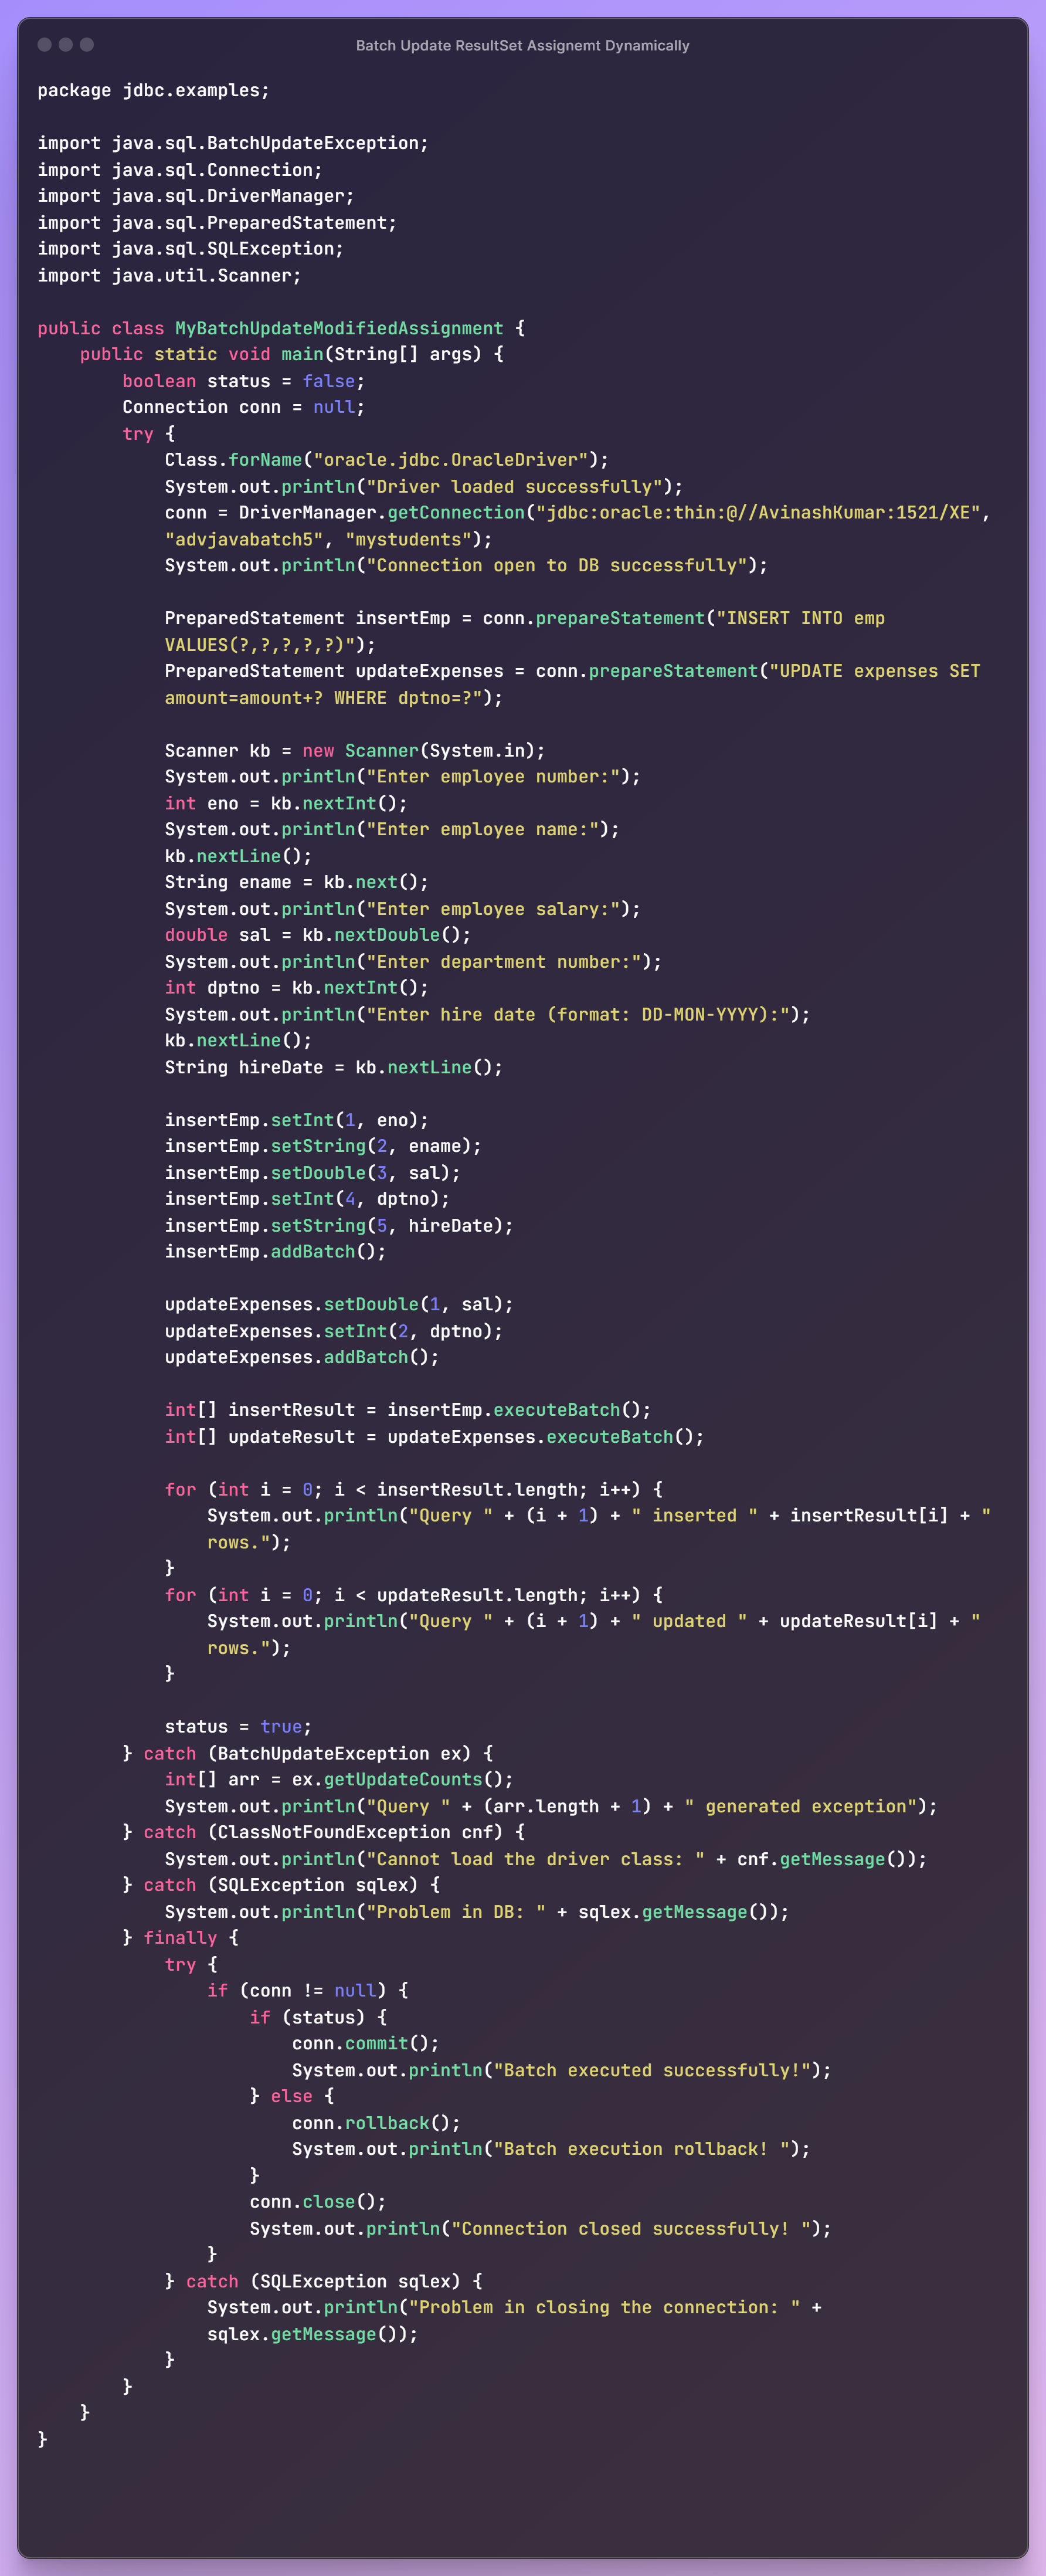 Batch Update ResultSet Assignemt Dynamically
package jdbc.examples;
import java.sql.BatchUpdateException;
import java.sql.Connection;
import java.sql.DriverManager;
import java.sql.PreparedStatement;
import java.sql.SQLException;
import java.util.Scanner;
public class MyBatchUpdateModifiedAssignment {
    public static void main(String[] args) {
        boolean status = false;
        Connection conn = null;
        try {
            Class.forName("oracle.jdbc.OracleDriver");
            System.out.println("Driver loaded successfully");
            conn = DriverManager.getConnection("jdbc:oracle:thin:@//AvinashKumar:1521/XE",
            "advjavabatch5", "mystudents");
            System.out.println("Connection open to DB successfully");
            PreparedStatement insertEmp = conn.prepareStatement("INSERT INTO emp
            VALUES(?,?,?,?,?)");
            PreparedStatement updateExpenses = conn.prepareStatement("UPDATE expenses SET
            amount=amount+? WHERE dptno=?");
            Scanner kb = new Scanner(System.in);
            System.out.println("Enter employee number:");
            int eno = kb.nextInt();
            System.out.println("Enter employee name:");
            kb.nextLine();
            String ename = kb.next();
            System.out.println("Enter employee salary:");
            double sal = kb.nextDouble();
            System.out.println("Enter department number:");
            int dptno = kb.nextInt();
            System.out.println("Enter hire date (format: DD-MON-YYYY):");
            kb.nextLine();
            String hireDate = kb.nextLine();
            insertEmp.setInt(1, eno);
            insertEmp.setString(2, ename);
            insertEmp.setDouble(3, sal);
            insertEmp.setInt(4, dptno);
            insertEmp.setString(5, hireDate);
            insertEmp.addBatch();
            updateExpenses.setDouble(1, sal);
            updateExpenses.setInt(2, dptno);
            updateExpenses.addBatch();
            int[] insertResult = insertEmp.executeBatch();
            int[] updateResult = updateExpenses.executeBatch();
            for (int i = 0; i < insertResult.length; i++) {
                System.out.println("Query " + (i + 1) + " inserted " + insertResult[i] + "
                rows.");
            }
            for (int i = 0; i < updateResult.length; i++) {
                System.out.println("Query " + (i + 1) + " updated " + updateResult[i] + "
                rows.");
            }
            status = true;
        } catch (BatchUpdateException ex) {
            int[] arr = ex.getUpdateCounts();
            System.out.println("Query " + (arr.length + 1) + " generated exception");
        } catch (ClassNotFoundException cnf) {
            System.out.println("Cannot load the driver class: " + cnf.getMessage());
        } catch (SQLException sqlex) {
            System.out.println("Problem in DB: " + sqlex.getMessage());
        } finally {
            try {
                if (conn != null) {
                    if (status) {
                        conn.commit();
                        System.out.println("Batch executed successfully!");
                    } else {
                        conn.rollback();
                        System.out.println("Batch execution rollback! ");
                    }
                    conn.close();
                    System.out.println("Connection closed successfully! ");
                }
            } catch (SQLException sqlex) {
                System.out.println("Problem in closing the connection: " +
                sqlex.getMessage());
            }
        }
    }
}